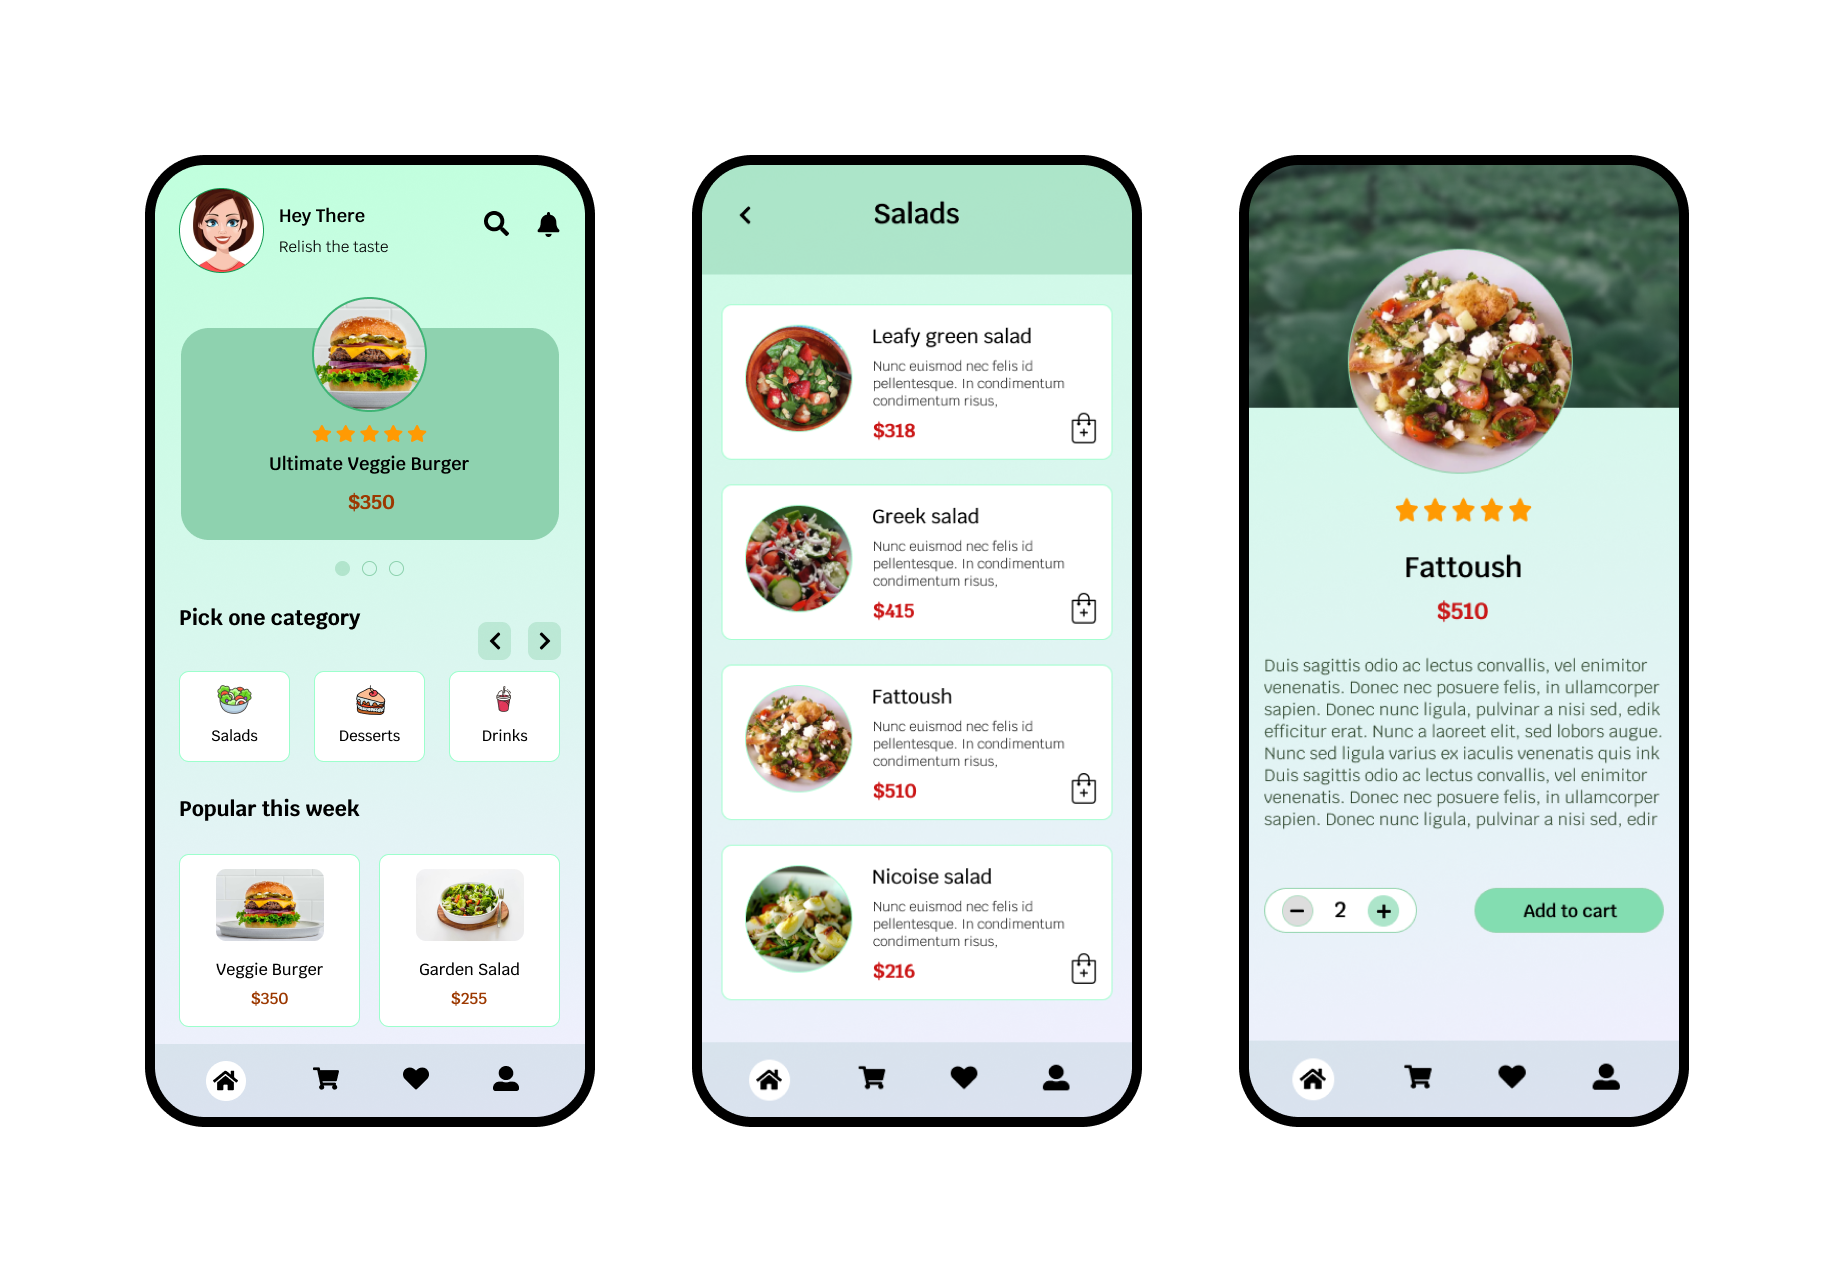 Hey There
Relish the taste
Ultimate Veggie Burger
$350
Pick one category
Salads
Desserts
Drinks
Popular this week
Veggie Burger
$350
Garden Salad
$255
Salads
Leafy green salad
Nunc euismod nec felis id
pellentesque. In condimentum
condimentum risus,
$318
Greek salad
Nunc euismod nec felis id
pellentesque. In condimentum
condimentum risus,
$415
Fattoush
Nunc euismod nec felis id
pellentesque. In condimentum
condimentum risus,
$510
Nicoise salad
Nunc euismod nec felis id
pellentesque. In condimentum
condimentum risus,
$216
Fattoush
$510
Duis sagittis odio ac lectus convallis, vel enimitor
venenatis. Donec nec posuere felis, in ullamcorper
sapien. Donec nunc ligula, pulvinar a nisi sed, edik
efficitur erat. Nunc a laoreet elit, sed lobors augue.
Nunc sed ligula varius ex iaculis venenatis quis ink
Duis sagittis odio ac lectus convallis, vel enimitor
venenatis. Donec nec posuere felis, in ullamcorper
sapien. Donec nunc ligula, pulvinar a nisi sed, edir
2
Add to cart